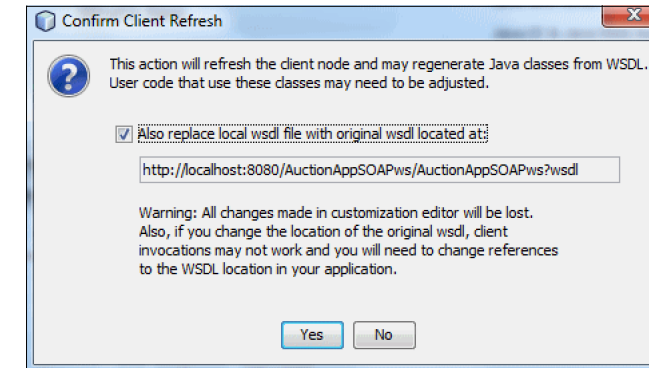 Confirm Client Refresh
This action will refresh the client node and may regenerate Java classes from WSDL.
User code that use these classes may need to be adjusted.
Also replace local wsdl file with original wsdl located at:
http://localhost:8080/AuctionAppSOAPws/AuctionAppSOAPws?wsdl
Warning: All changes made in customization editor will be lost.
Also, if you change the location of the original wsdl, client
invocations may not work and you will need to change references
to the WSDL location in your application.
Yes No